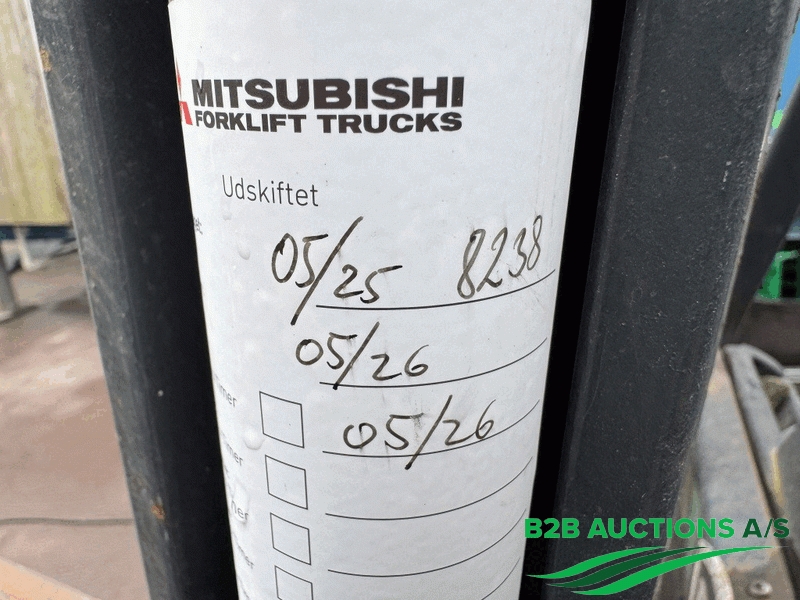 MITSUBISHI
FORKLIFT TRUCKS
Udskiftet
05/25 8238
05/26
05/26
B2B AUCTIONS A/S